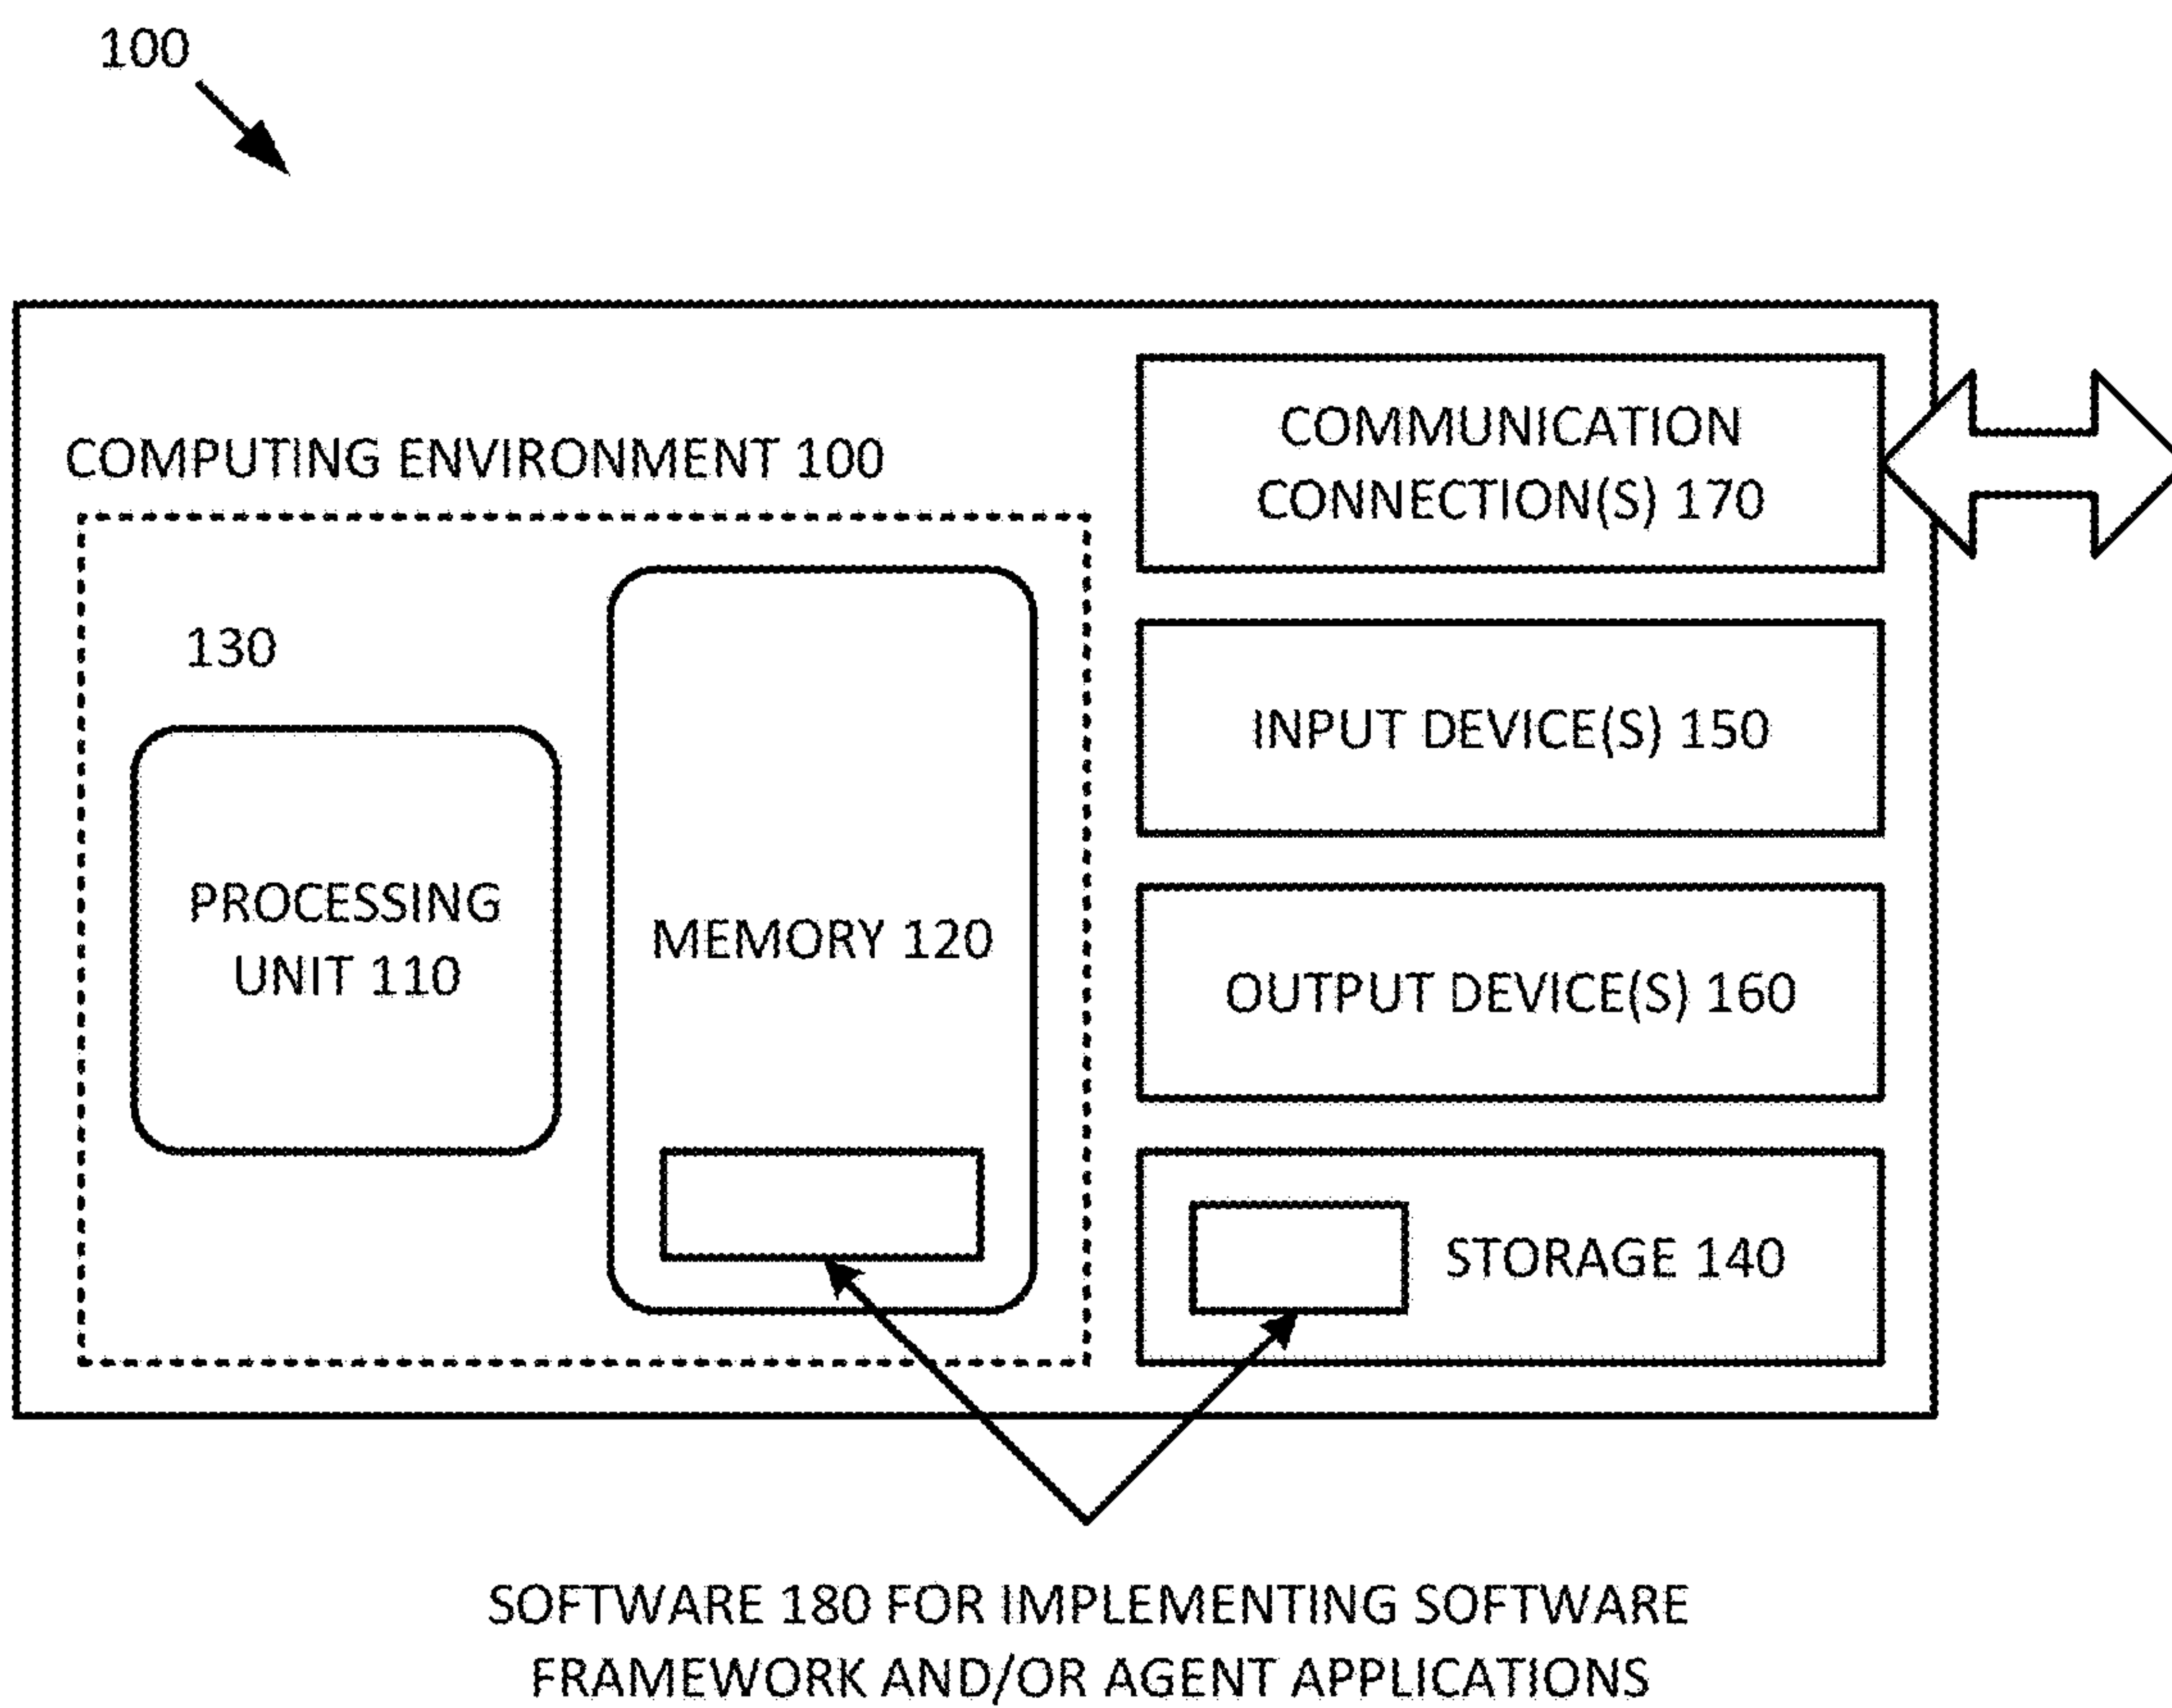 100
COMPUTING ENVIRONMENT 100
130
PROCESSING
UNIT 110
MEMORY 120
COMMUNICATION
CONNECTION(S) 170
INPUT DEVICE(S) 150
OUTPUT DEVICE(S) 160
STORAGE 140
SOFTWARE 180 FOR IMPLEMENTING SOFTWARE
FRAMEWORK AND/OR AGENT APPLICATIONS